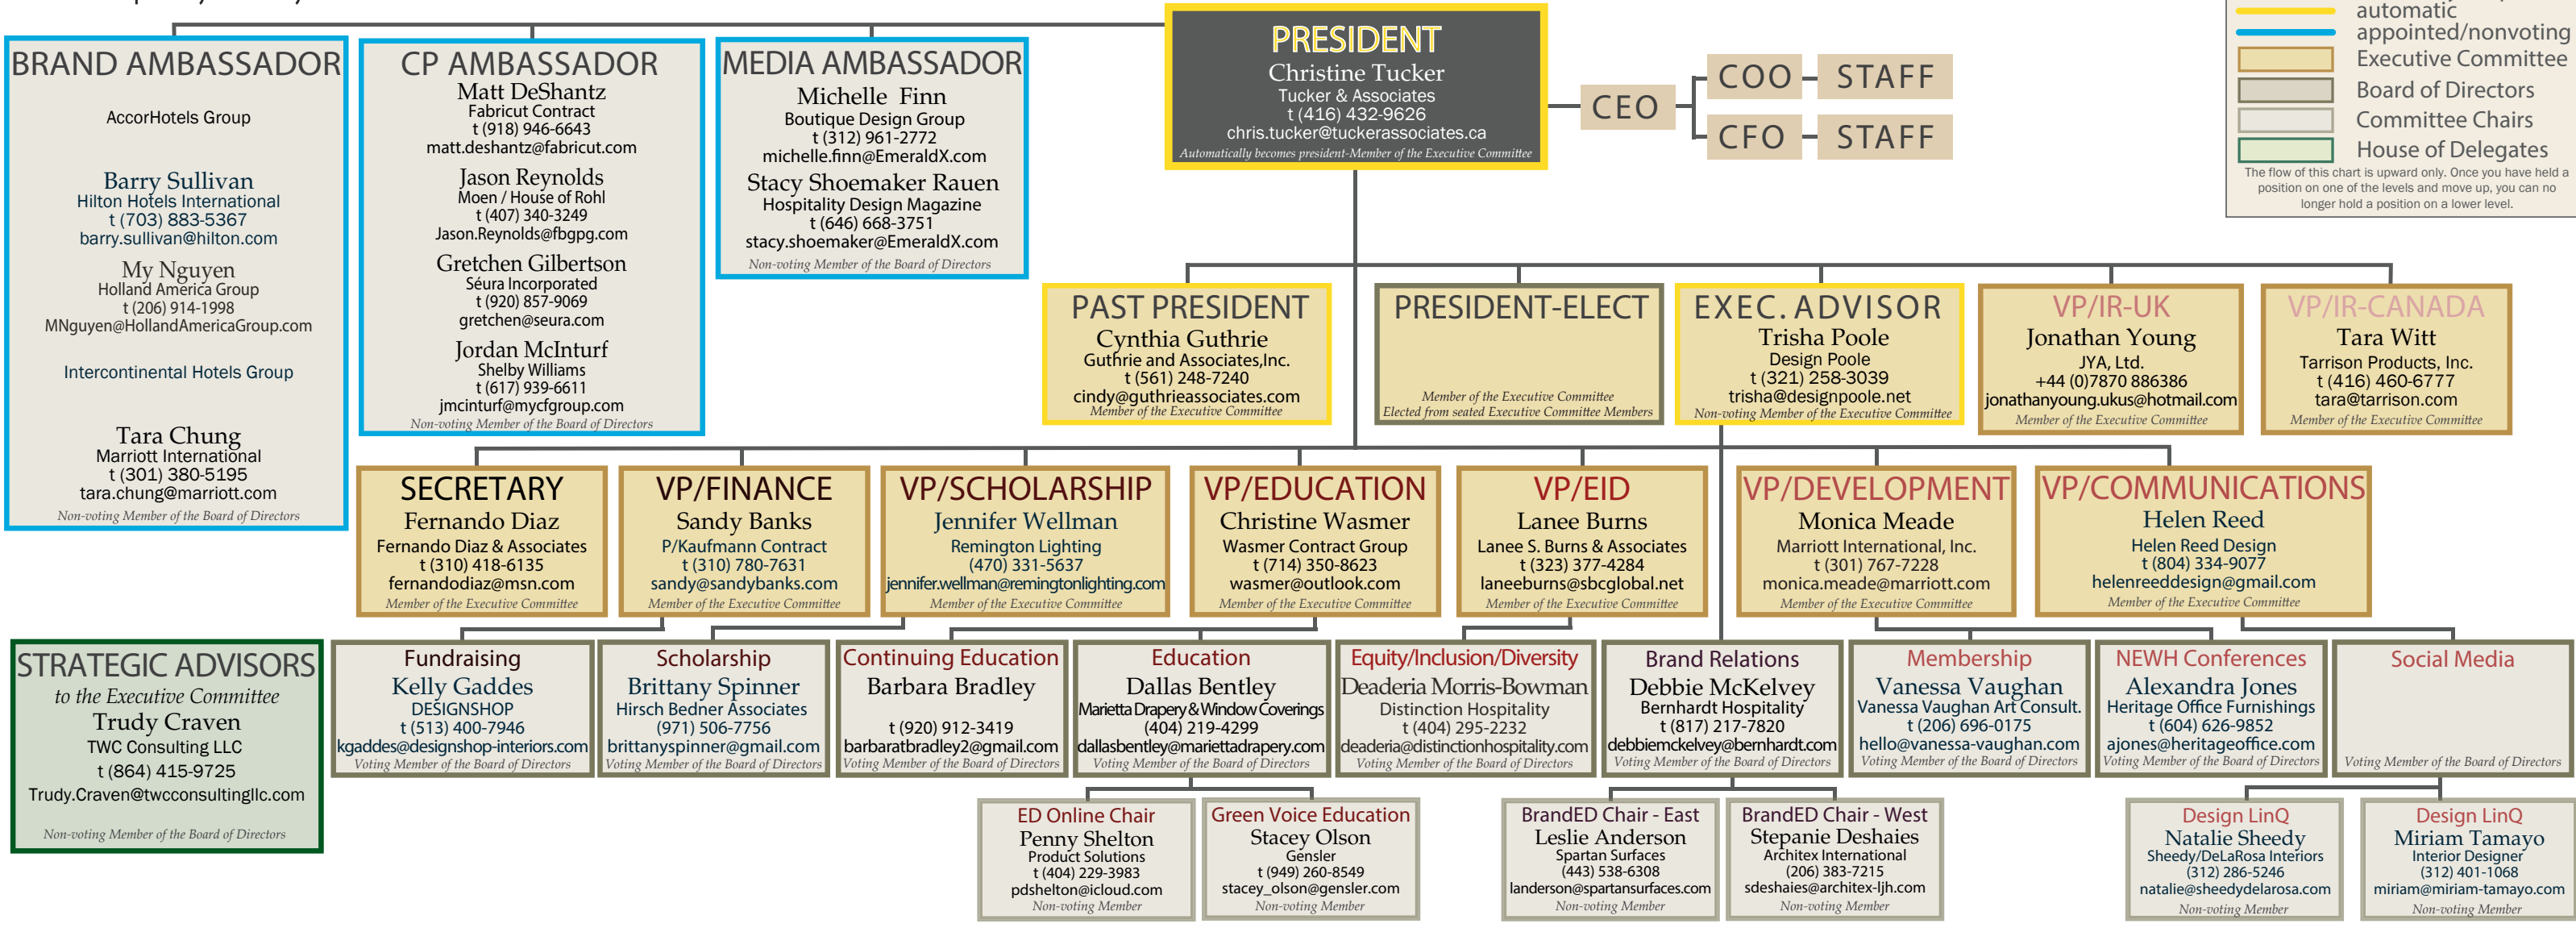 BRAND AMBASSADOR
AccorHotels Group
Barry Sullivan
Hilton Hotels International
t (703) 883-5367
barry.sullivan@hilton.com
My Nguyen
Holland America Group
t (206) 914-1998
MNguyen@HollandAmericaGroup.com
Intercontinental Hotels Group
Tara Chung
Marriott International
t (301) 380-5195
tara.chung@marriott.com
Non-voting Member of the Board of Directors
CP AMBASSADOR
Matt DeShantz
Fabricut Contract
t (918) 946-6643
matt.deshantz@fabricut.com
Jason Reynolds
Moen / House of Rohl
t (407) 340-3249
Jason.Reynolds@fbgpg.com
Gretchen Gilbertson
Séura Incorporated
t (920) 857-9069
gretchen@seura.com
Jordan McInturf
Shelby Williams
t (617) 939-6611
jmcinturf@mycfgroup.com
Non-voting Member of the Board of Directors
MEDIA AMBASSADOR
Michelle Finn
Boutique Design Group
t (312) 961-2772
michelle.finn@EmeraldX.com
Stacy Shoemaker Rauen
Hospitality Design Magazine
t (646) 668-3751
stacy.shoemaker@EmeraldX.com
Non-voting Member of the Board of Directors
PRESIDENT
Christine Tucker
Tucker & Associates
t (416) 432-9626
chris.tucker@tuckerassociates.ca
Automatically becomes president-Member of the Executive Committee
CEO
COO
STAFF
CFO
STAFF
automatic
appointed/nonvoting
Executive Committee
Board of Directors
Committee Chairs
House of Delegates
The flow of this chart is upward only. Once you have held a
position on one of the levels and move up, you can no
longer hold a position on a lower level.
PAST PRESIDENT
Cynthia Guthrie
Guthrie and Associates,Inc.
t (561) 248-7240
cindy@guthrieassociates.com
Member of the Executive Committee
PRESIDENT-ELECT
Member of the Executive Committee
Elected from seated Executive Committee Members
EXEC. ADVISOR
Trisha Poole
Design Poole
t (321) 258-3039
trisha@designpoole.net
Non-voting Member of the Executive Committee
VP/IR-UK
Jonathan Young
JYA, Ltd.
+44 (0)7870 886386
jonathanyoung.ukus@hotmail.com
Member of the Executive Committee
VP/IR-CANADA
Tara Witt
Tarrison Products, Inc.
t (416) 460-6777
tara@tarrison.com
Member of the Executive Committee
SECRETARY
Fernando Diaz
Fernando Diaz & Associates
t (310) 418-6135
fernandodiaz@msn.com
Member of the Executive Committee
VP/FINANCE
Sandy Banks
P/Kaufmann Contract
t (310) 780-7631
sandy@sandybanks.com
Member of the Executive Committee
VP/SCHOLARSHIP
Jennifer Wellman
Remington Lighting
(470) 331-5637
jennifer.wellman@remingtonlighting.com
Member of the Executive Committee
VP/EDUCATION
Christine Wasmer
Wasmer Contract Group
t (714) 350-8623
wasmer@outlook.com
Member of the Executive Committee
VP/EID
Lanee Burns
Lanee S. Burns & Associates
t (323) 377-4284
laneeburns@sbcglobal.net
Member of the Executive Committee
VP/DEVELOPMENT
Monica Meade
Marriott International, Inc.
t (301) 767-7228
monica.meade@marriott.com
Member of the Executive Committee
VP/COMMUNICATIONS
Helen Reed
Helen Reed Design
t (804) 334-9077
helenreeddesign@gmail.com
Member of the Executive Committee
STRATEGIC ADVISORS
to the Executive Committee
Trudy Craven
TWC Consulting LLC
t (864) 415-9725
Trudy.Craven@twcconsultingllc.com
Non-voting Member of the Board of Directors
Fundraising
Kelly Gaddes
DESIGNSHOP
t (513) 400-7946
kgaddes@designshop-interiors.com
Voting Member of the Board of Directors
Scholarship
Brittany Spinner
Hirsch Bedner Associates
(971) 506-7756
brittanyspinner@gmail.com
Voting Member of the Board of Directors
Continuing Education
Barbara Bradley
t (920) 912-3419
barbaratbradley2@gmail.com
Voting Member of the Board of Directors
Education
Dallas Bentley
Marietta Drapery & Window Coverings
(404) 219-4299
dallasbentley@mariettadrapery.com
Voting Member of the Board of Directors
Equity/Inclusion/Diversity
Deaderia Morris-Bowman
Distinction Hospitality
t (404) 295-2232
deaderia@distinctionhospitality.com
Voting Member of the Board of Directors
Brand Relations
Debbie McKelvey
Bernhardt Hospitality
t (817) 217-7820
debbiemckelvey@bernhardt.com
Voting Member of the Board of Directors
Membership
Vanessa Vaughan
Vanessa Vaughan Art Consult.
t (206) 696-0175
hello@vanessa-vaughan.com
Voting Member of the Board of Directors
NEWH Conferences
Alexandra Jones
Heritage Office Furnishings
t (604) 626-9852
ajones@heritageoffice.com
Voting Member of the Board of Directors
Social Media
Voting Member of the Board of Directors
ED Online Chair
Penny Shelton
Product Solutions
t (404) 229-3983
pdshelton@icloud.com
Non-voting Member
Green Voice Education
Stacey Olson
Gensler
t (949) 260-8549
stacey_olson@gensler.com
Non-voting Member
BrandED Chair - East
Leslie Anderson
Spartan Surfaces
(443) 538-6308
landerson@spartansurfaces.com
Non-voting Member
BrandED Chair - West
Stepanie Deshaies
Architex International
(206) 383-7215
sdeshaies@architex-ljh.com
Non-voting Member
Design LinQ
Natalie Sheedy
Sheedy/DeLaRosa Interiors
(312) 286-5246
natalie@sheedydelarosa.com
Non-voting Member
Design LinQ
Miriam Tamayo
Interior Designer
(312) 401-1068
miriam@miriam-tamayo.com
Non-voting Member